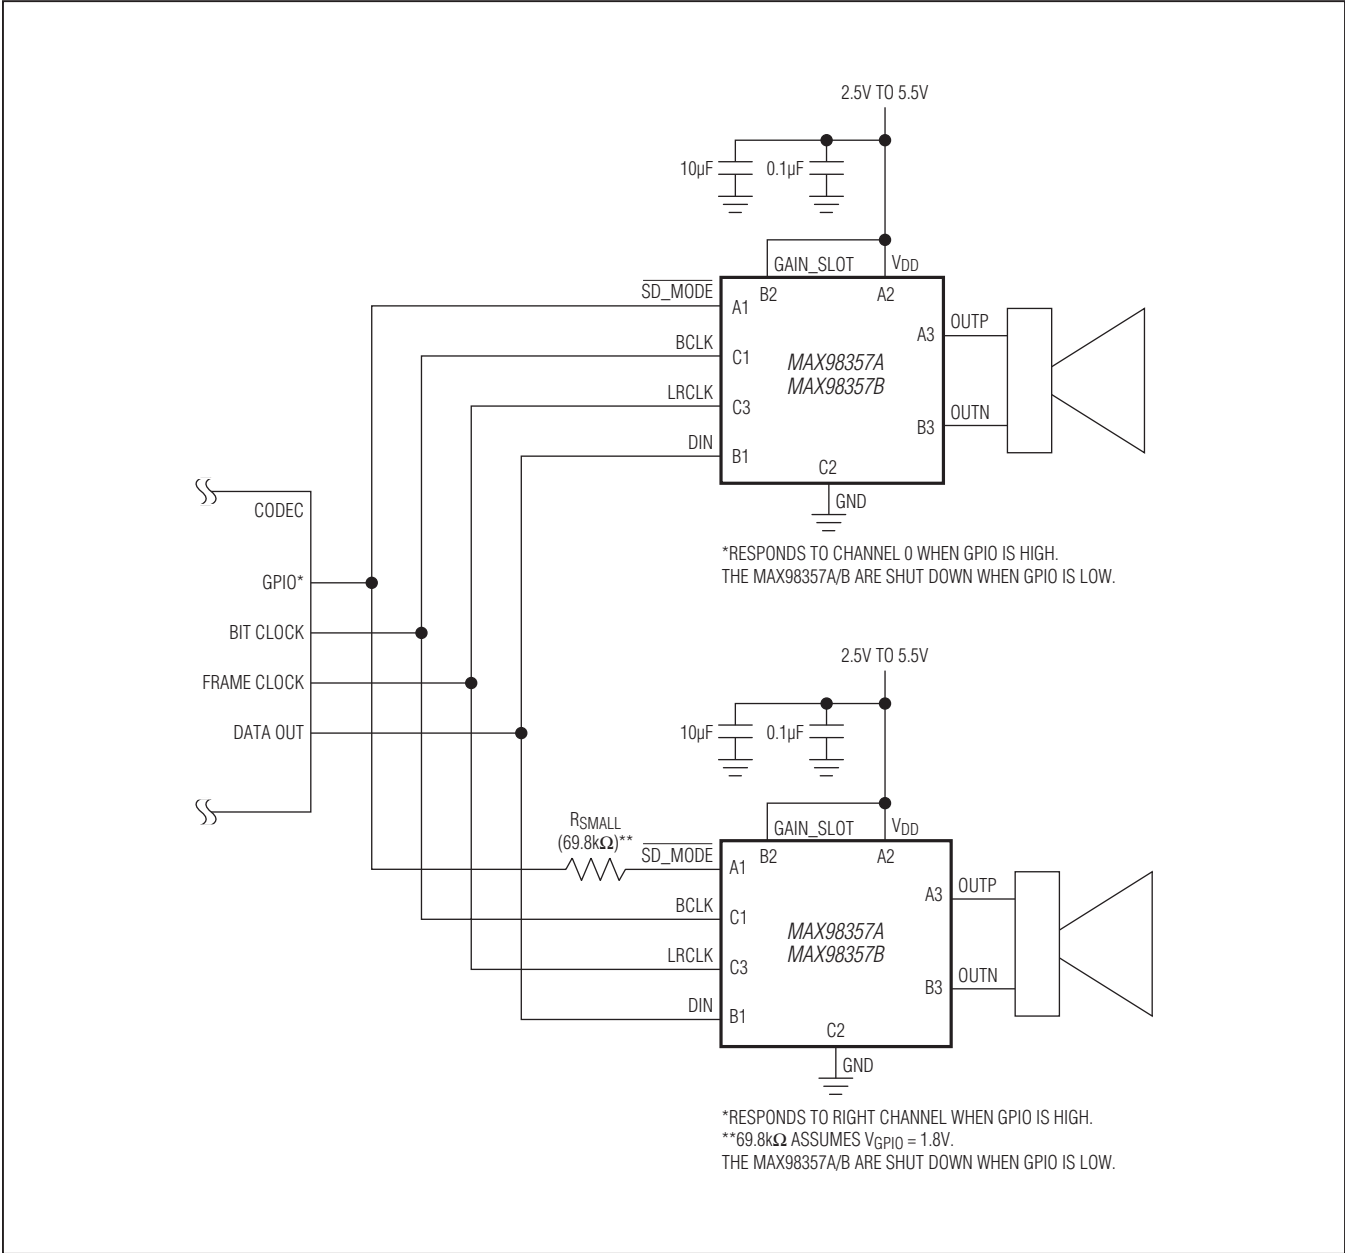 2.5V TO 5.5V
10µF
0.1µF
GAIN_SLOT
VDD
SD_MODE
B2
A2
A1
OUTP
A3
BCLK
C1
MAX98357A
MAX98357B
LRCLK
C3
OUTN
B3
DIN
B1
C2
GND
CODEC
*RESPONDS TO CHANNEL 0 WHEN GPIO IS HIGH.
THE MAX98357A/B ARE SHUT DOWN WHEN GPIO IS LOW.
GPIO*
BIT CLOCK
FRAME CLOCK
DATA OUT
2.5V TO 5.5V
10µF
0.1µF
RSMALL
(69.8kΩ)**
GAIN_SLOT
VDD
SD_MODE
B2
A2
A1
OUTP
A3
BCLK
C1
MAX98357A
MAX98357B
LRCLK
C3
OUTN
B3
DIN
B1
C2
GND
*RESPONDS TO RIGHT CHANNEL WHEN GPIO IS HIGH.
**69.8kΩ ASSUMES VGPIO = 1.8V.
THE MAX98357A/B ARE SHUT DOWN WHEN GPIO IS LOW.